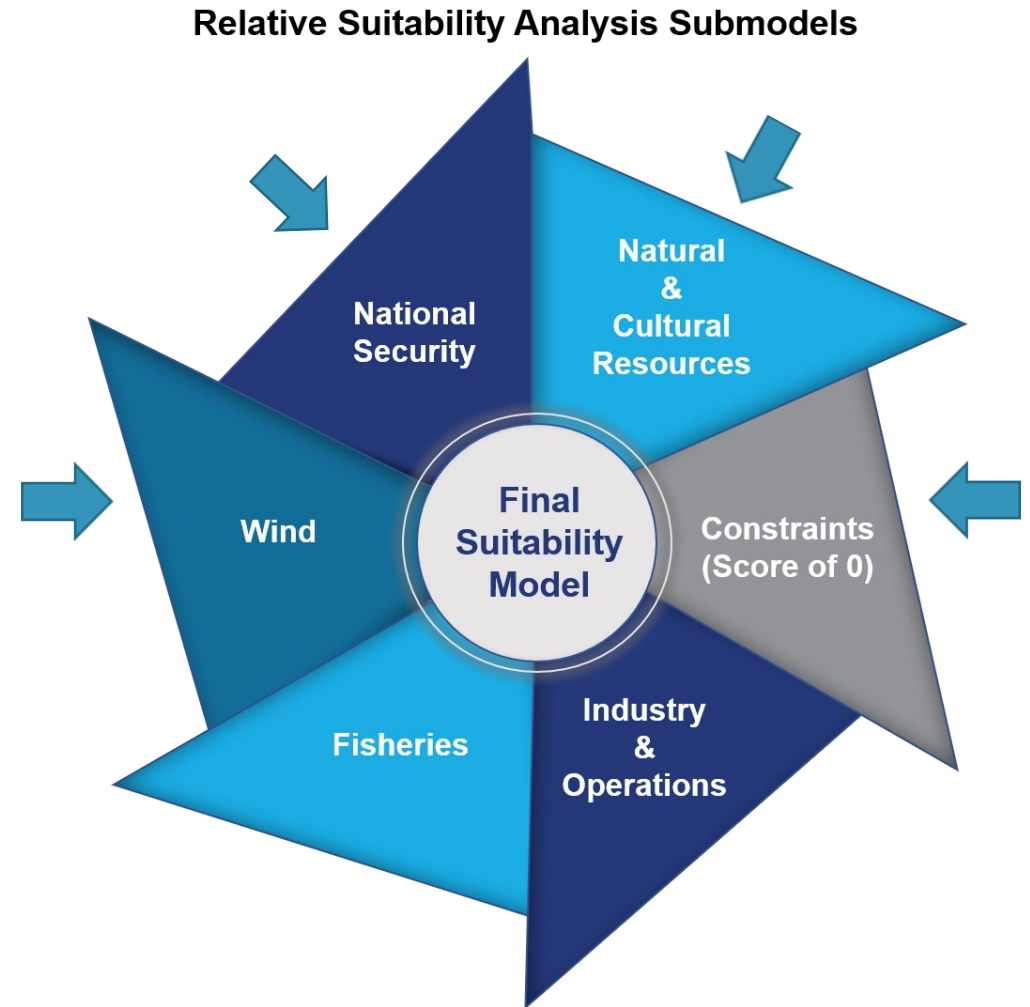 Relative Suitability Analysis Submodels
National
Security
Natural
&
Cultural
Resources
Wind
Final
Suitability
Model
Constraints
(Score of 0)
Fisheries
Industry
&
Operations